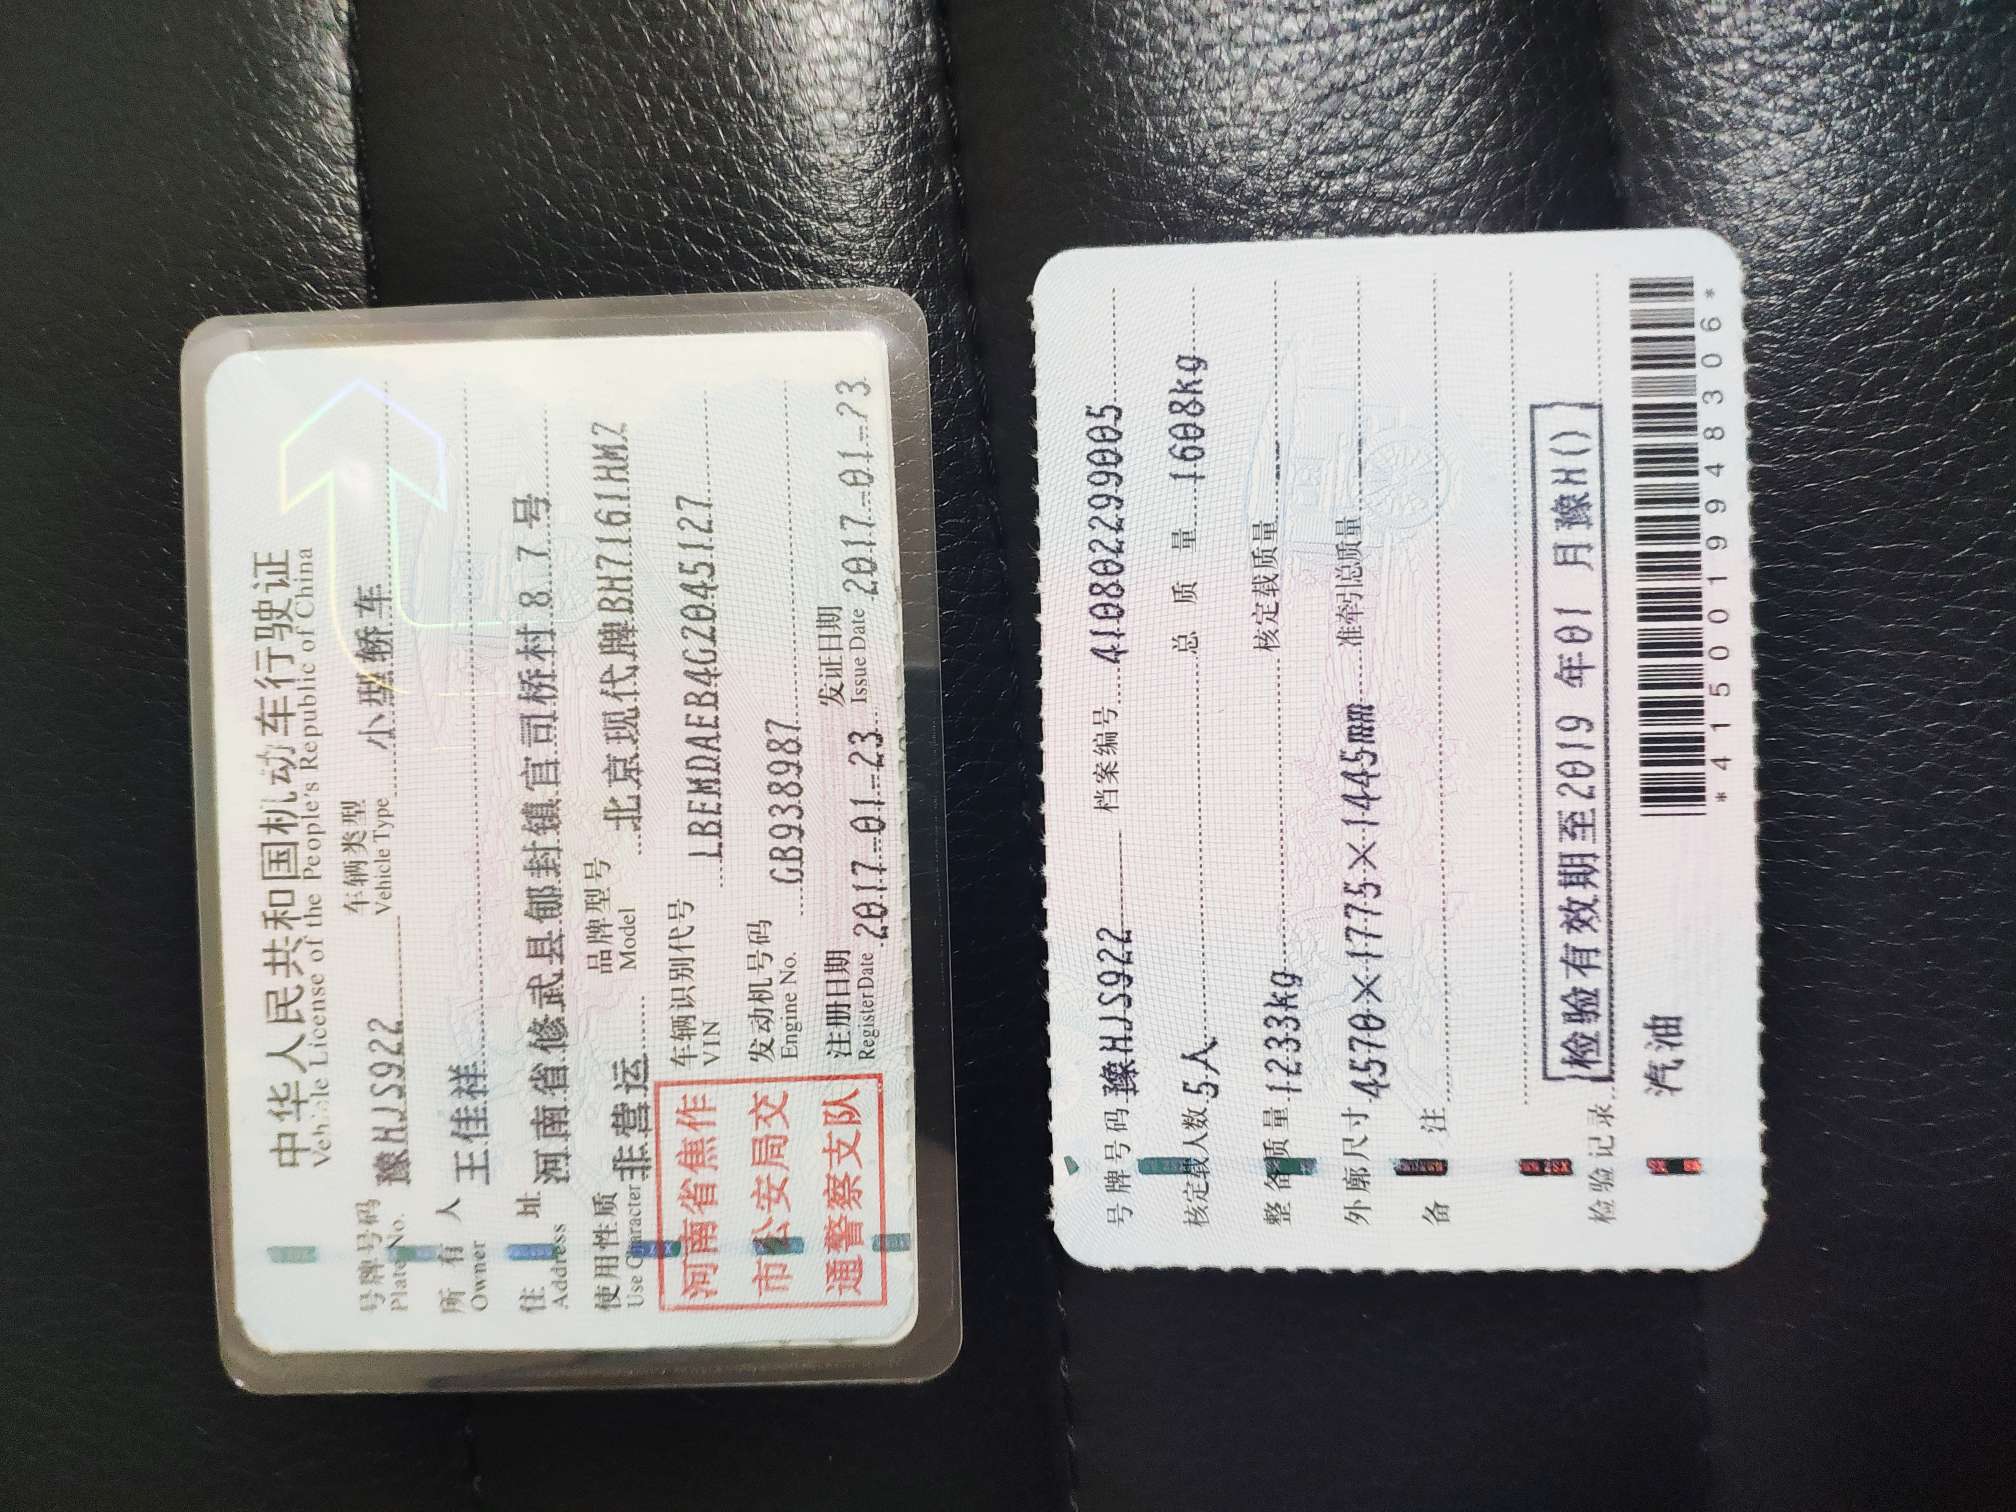 中华人民共和国机动车行驶证
Vehicle License of the People's Republic of China
号牌号码 豫HJS922 车辆类型 小型轿车
Plate No. Vehicle Type
所有人 王佳祥
Owner
住址 河南省修武县郇封镇官司桥村87号
Address
使用性质 非营运 品牌型号 北京现代牌BH7161HMZ
Use Character Model
河南省焦作
市公安局交
通警察支队
车辆识别代号 LBEMDAEB4GZ045127
VIN
发动机号码 GB938987
Engine No.
注册日期 2017-01-23 发证日期 2017-01-23
Register Date Issue Date
号牌号码 豫HJS922 档案编号 410802299005
核定载人数 5人 总质量 1608kg
整备质量 1233kg 核定载质量
外廓尺寸 4570×1775×1445mm 准牵引总质量
备注
检验记录 检验有效期至2019年01月豫H()
汽油
*4150019948306*